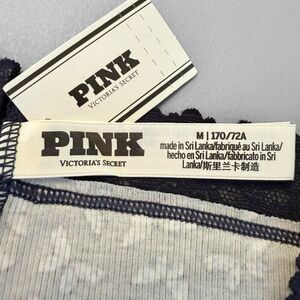 PINK
VICTORIA'S SECRET
PINK
VICTORIA'S SECRET
M | 170/72A
made in Sri Lanka/fabriqué au Sri Lanka/
hecho en Sri Lanka/fabbricato in Sri
Lanka/斯里兰卡制造